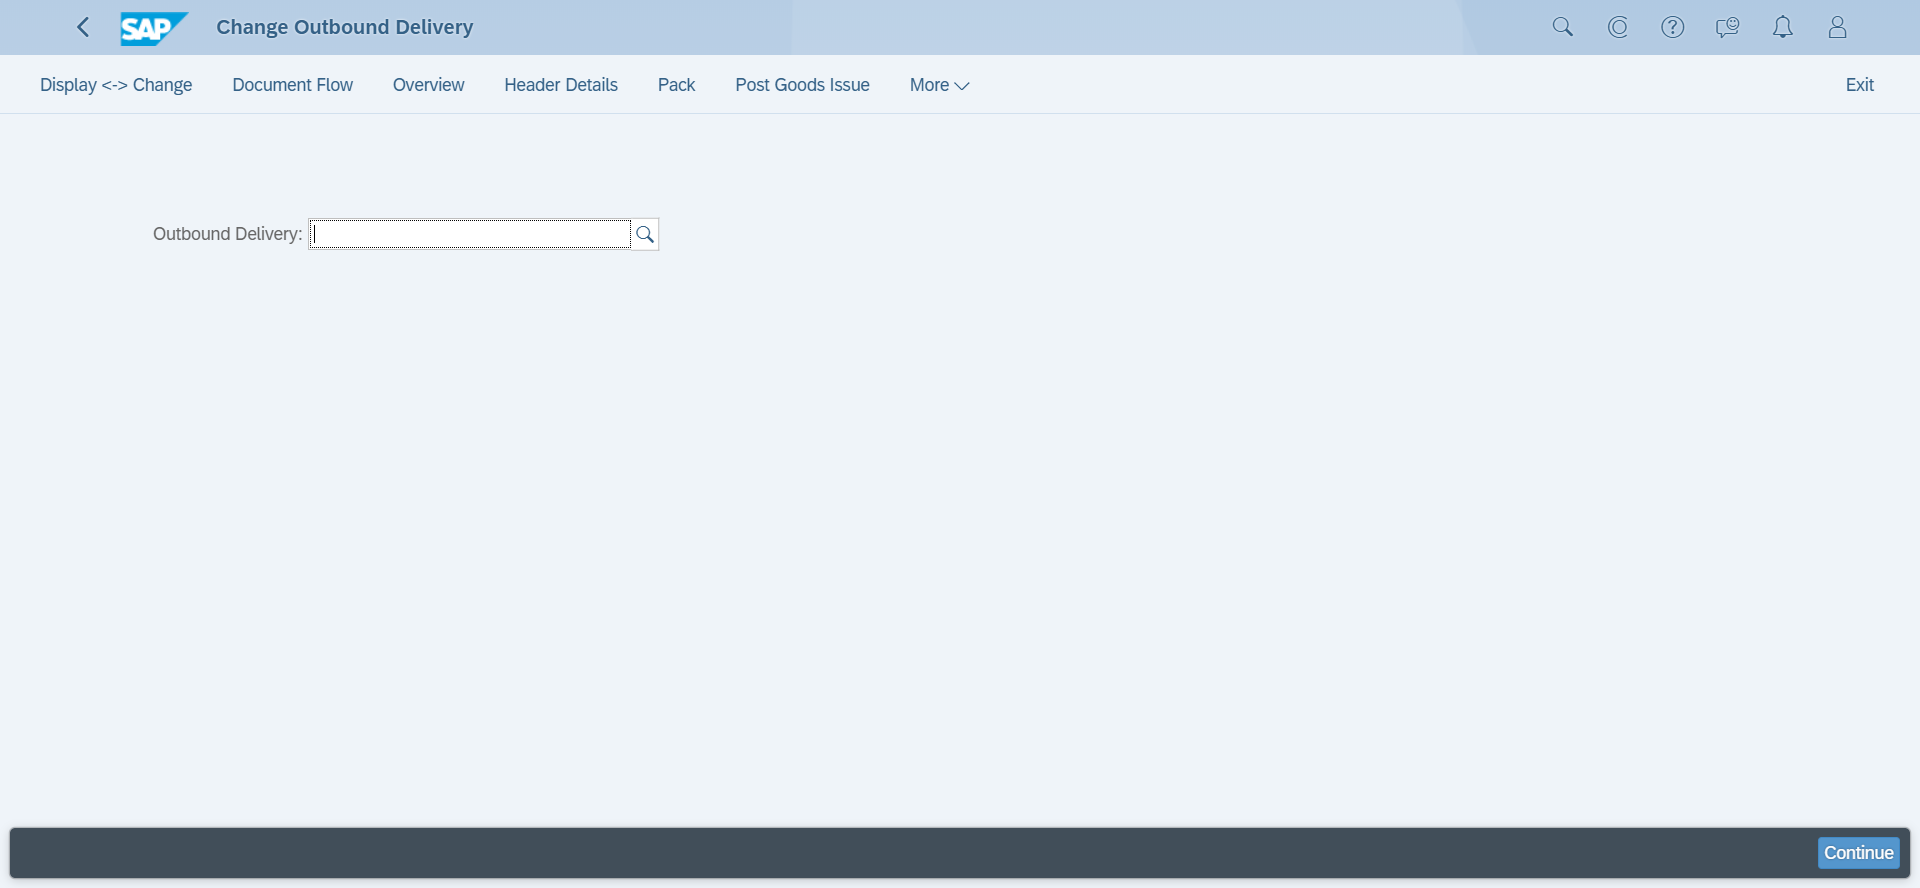 SAP Change Outbound Delivery
Display <-> Change Document Flow Overview Header Details Pack Post Goods Issue More Exit
Outbound Delivery:
Continue